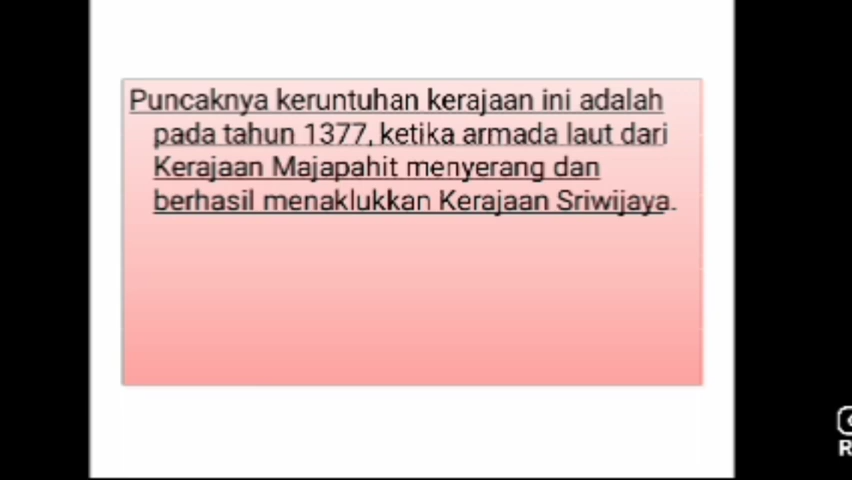 Puncaknya keruntuhan kerajaan ini adalah
pada tahun 1377, ketika armada laut dari
Kerajaan Majapahit menyerang dan
berhasil menaklukkan Kerajaan Sriwijaya.
R